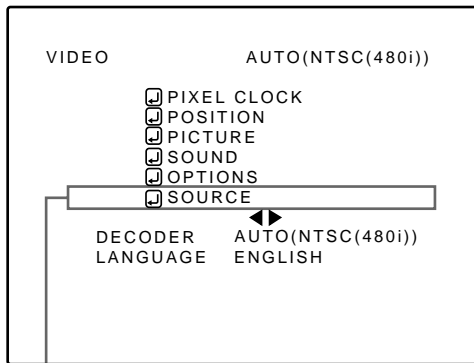 VIDEO AUTO(NTSC(480i))
PIXEL CLOCK
POSITION
PICTURE
SOUND
OPTIONS
SOURCE
DECODER AUTO(NTSC(480i))
LANGUAGE ENGLISH